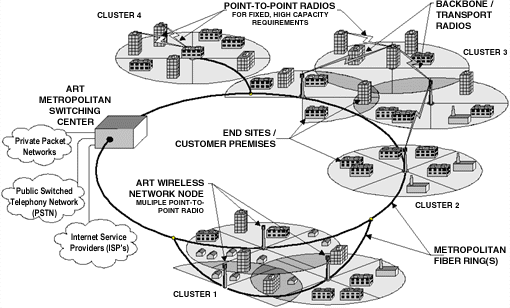 CLUSTER 4
POINT-TO-POINT RADIOS
FOR FIXED, HIGH CAPACITY
REQUIREMENTS
BACKBONE /
TRANSPORT
RADIOS
CLUSTER 3
ART
METROPOLITAN
SWITCHING
CENTER
END SITES /
CUSTOMER PREMISES
Private Packet
Networks
Public Switched
Telephony Network
(PSTN)
Internet Service
Providers (ISP's)
ART WIRELESS
NETWORK NODE
MULIPLE POINT-TO-
POINT RADIO
CLUSTER 2
METROPOLITAN
FIBER RING(S)
CLUSTER 1